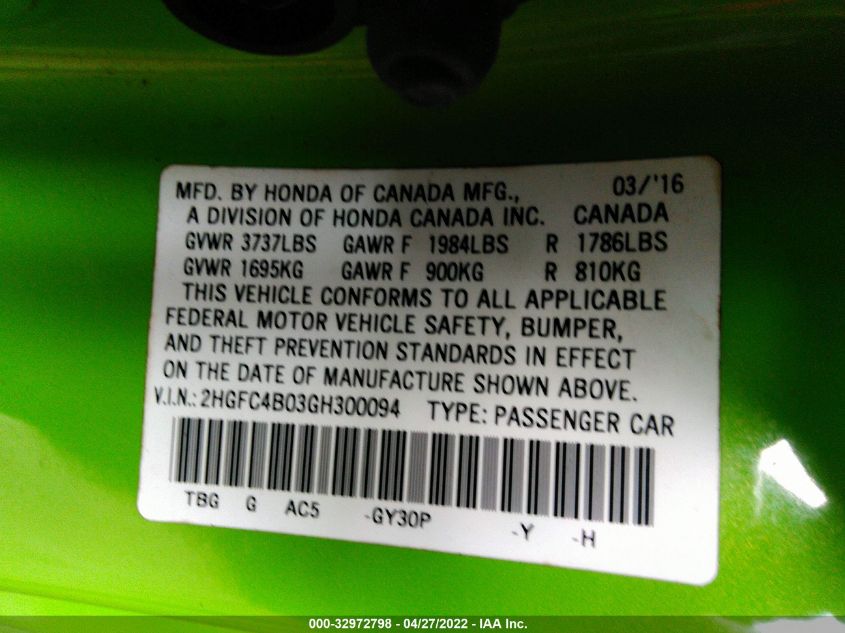 MFD. BY HONDA OF CANADA MFG., 03/'16
A DIVISION OF HONDA CANADA INC. CANADA
GVWR 3737LBS GAWR F 1984LBS R 1786LBS
GVWR 1695KG GAWR F 900KG R 810KG
THIS VEHICLE CONFORMS TO ALL APPLICABLE
FEDERAL MOTOR VEHICLE SAFETY, BUMPER,
AND THEFT PREVENTION STANDARDS IN EFFECT
ON THE DATE OF MANUFACTURE SHOWN ABOVE.
V.I.N.: 2HGFC4B03GH300094 TYPE: PASSENGER CAR
TBG G AC5 -GY30P -Y -H
000-32972798 - 04/27/2022 - IAA Inc.